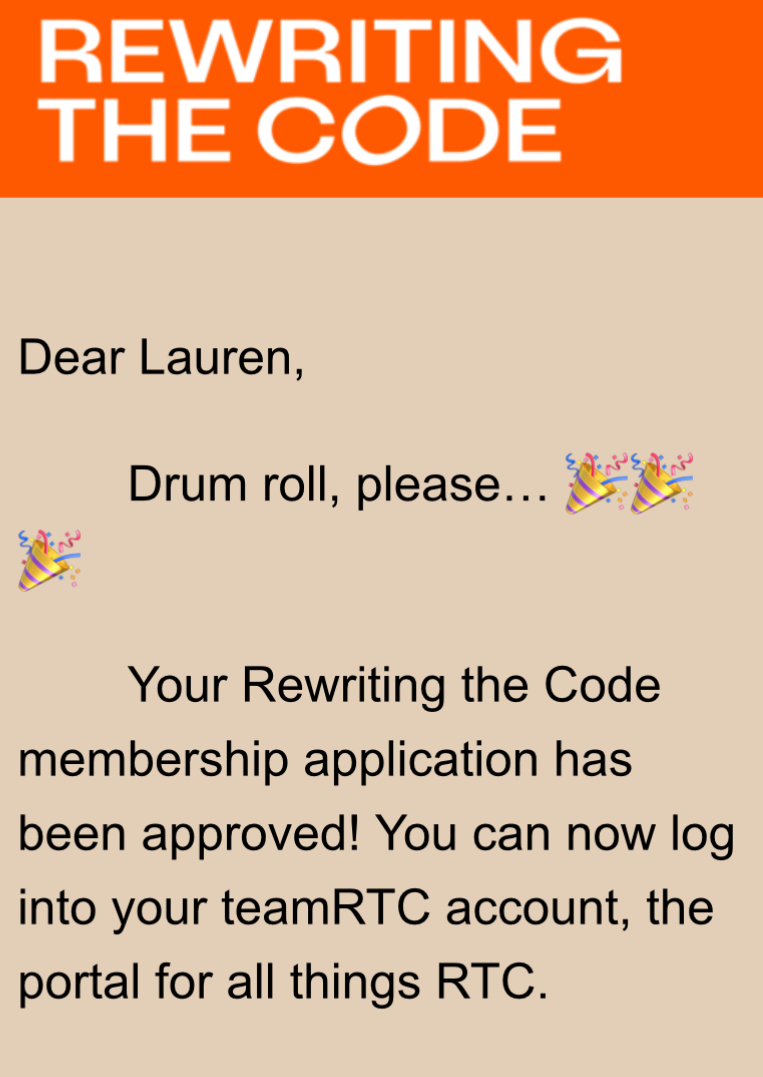 REWRITING
THE CODE
Dear Lauren,
Drum roll, please… 🎉🎉
🎉
Your Rewriting the Code
membership application has
been approved! You can now log
into your teamRTC account, the
portal for all things RTC.